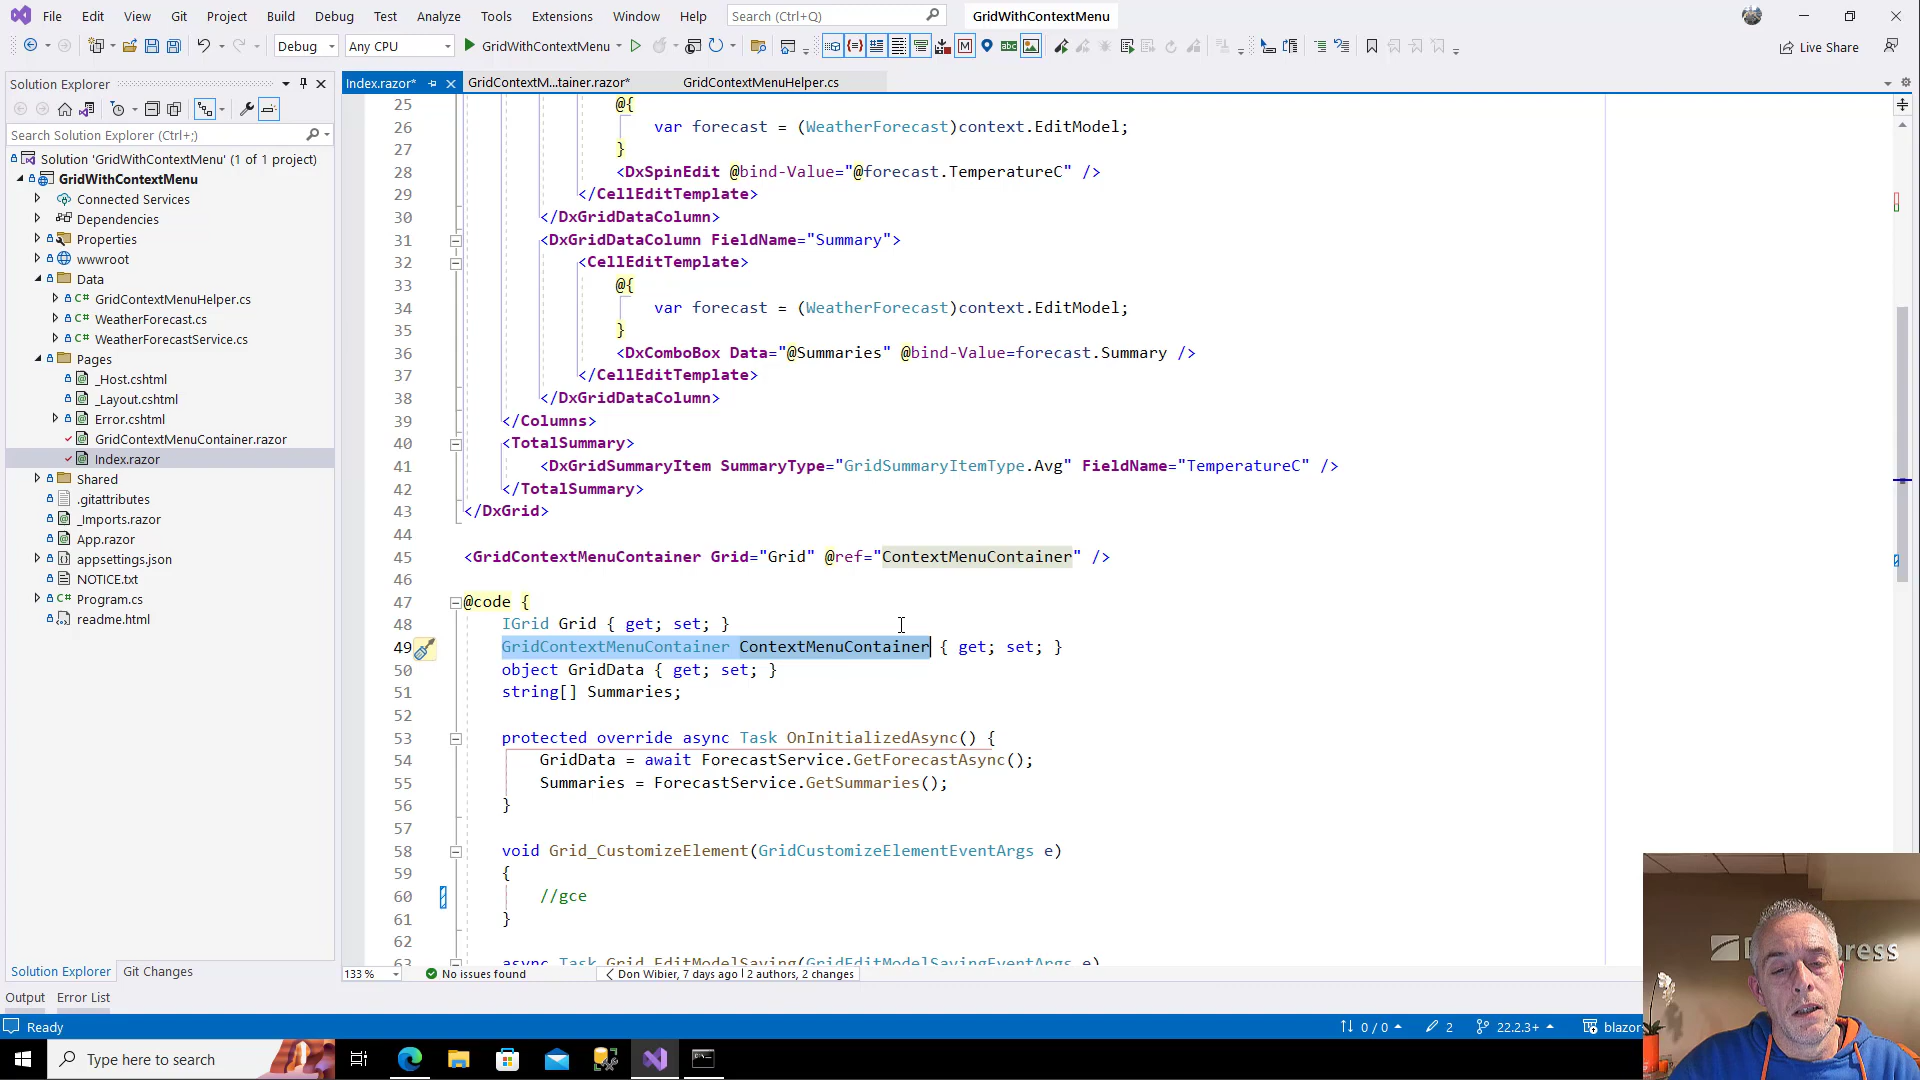 File Edit View Git Project Build Debug Test Analyze Tools Extensions Window Help Search (Ctrl+Q) GridWithContextMenu
Debug Any CPU GridWithContextMenu Live Share
Solution Explorer
Search Solution Explorer (Ctrl+;)
Solution 'GridWithContextMenu' (1 of 1 project)
GridWithContextMenu
Connected Services
Dependencies
Properties
wwwroot
Data
C# GridContextMenuHelper.cs
C# WeatherForecast.cs
C# WeatherForecastService.cs
Pages
_Host.cshtml
_Layout.cshtml
Error.cshtml
GridContextMenuContainer.razor
Index.razor
Shared
.gitattributes
_Imports.razor
App.razor
appsettings.json
NOTICE.txt
C# Program.cs
readme.html
Solution Explorer Git Changes
Index.razor* GridContextM...tainer.razor* GridContextMenuHelper.cs
25 @{
26 var forecast = (WeatherForecast)context.EditModel;
27 }
28 <DxSpinEdit @bind-Value="@forecast.TemperatureC" />
29 </CellEditTemplate>
30 </DxGridDataColumn>
31 <DxGridDataColumn FieldName="Summary">
32 <CellEditTemplate>
33 @{
34 var forecast = (WeatherForecast)context.EditModel;
35 }
36 <DxComboBox Data="@Summaries" @bind-Value=forecast.Summary />
37 </CellEditTemplate>
38 </DxGridDataColumn>
39 </Columns>
40 <TotalSummary>
41 <DxGridSummaryItem SummaryType="GridSummaryItemType.Avg" FieldName="TemperatureC" />
42 </TotalSummary>
43 </DxGrid>
44
45 <GridContextMenuContainer Grid="Grid" @ref="ContextMenuContainer" />
46
47 @code {
48 IGrid Grid { get; set; }
49 GridContextMenuContainer ContextMenuContainer { get; set; }
50 object GridData { get; set; }
51 string[] Summaries;
52
53 protected override async Task OnInitializedAsync() {
54 GridData = await ForecastService.GetForecastAsync();
55 Summaries = ForecastService.GetSummaries();
56 }
57
58 void Grid_CustomizeElement(GridCustomizeElementEventArgs e)
59 {
60 //gce
61 }
62
63 async Task Grid_EditModelSaving(GridEditModelSavingEventArgs e)
133 % No issues found Don Wibier, 7 days ago | 2 authors, 2 changes
Output Error List
Ready 0 / 0 2 22.2.3+ blazor
Type here to search